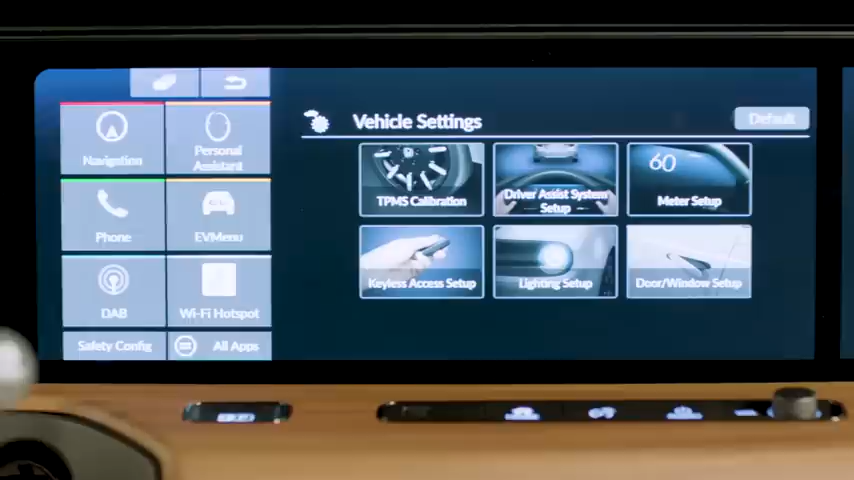 Vehicle Settings
Default
Navigation
Personal
Assistant
Phone
EVMenu
DAB
Wi-Fi Hotspot
Safety Config
All Apps
TPMS Calibration
Driver Assist System
Setup
60
Meter Setup
Keyless Access Setup
Lighting Setup
Door/Window Setup